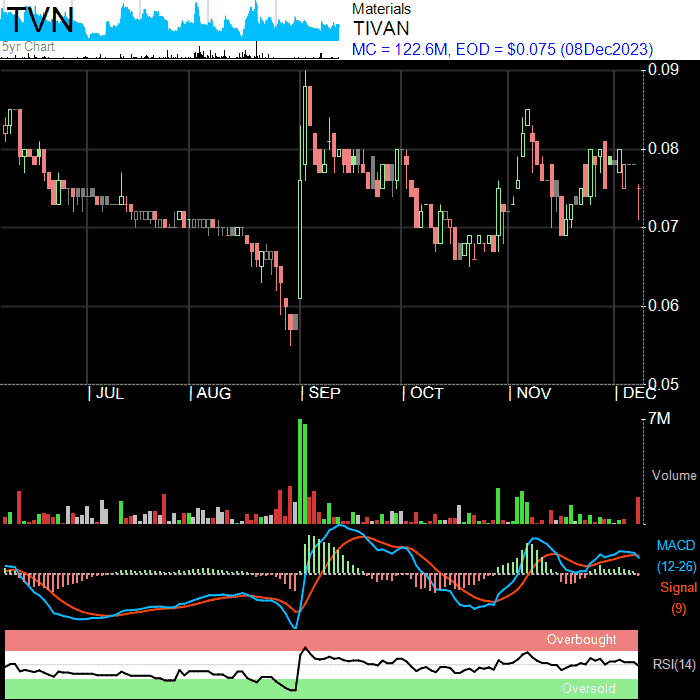 TVN
5yr Chart
Materials
TIVAN
MC = 122.6M, EOD = $0.075 (08Dec2023)
0.09
0.08
0.07
0.06
0.05
JUL
AUG
SEP
OCT
NOV
DEC
7M
Volume
MACD
(12-26)
Signal
(9)
Overbought
RSI(14)
Oversold